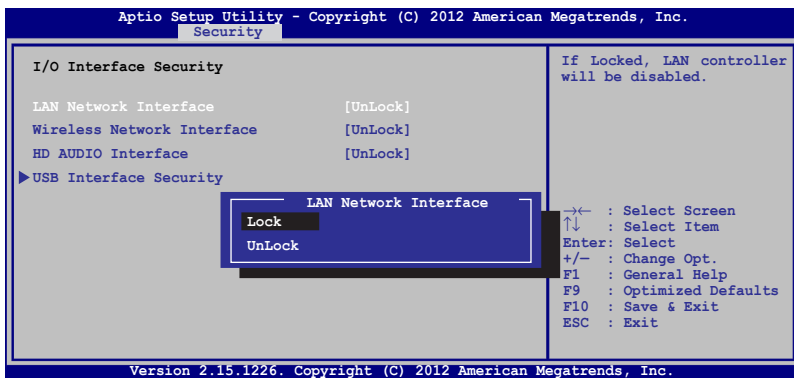 Aptio Setup Utility - Copyright (C) 2012 American Megatrends, Inc.
Security
I/O Interface Security
LAN Network Interface [UnLock]
Wireless Network Interface [UnLock]
HD AUDIO Interface [UnLock]
▶USB Interface Security
LAN Network Interface
Lock
UnLock
If Locked, LAN controller
will be disabled.
→← : Select Screen
↑↓ : Select Item
Enter: Select
+/— : Change Opt.
F1 : General Help
F9 : Optimized Defaults
F10 : Save & Exit
ESC : Exit
Version 2.15.1226. Copyright (C) 2012 American Megatrends, Inc.